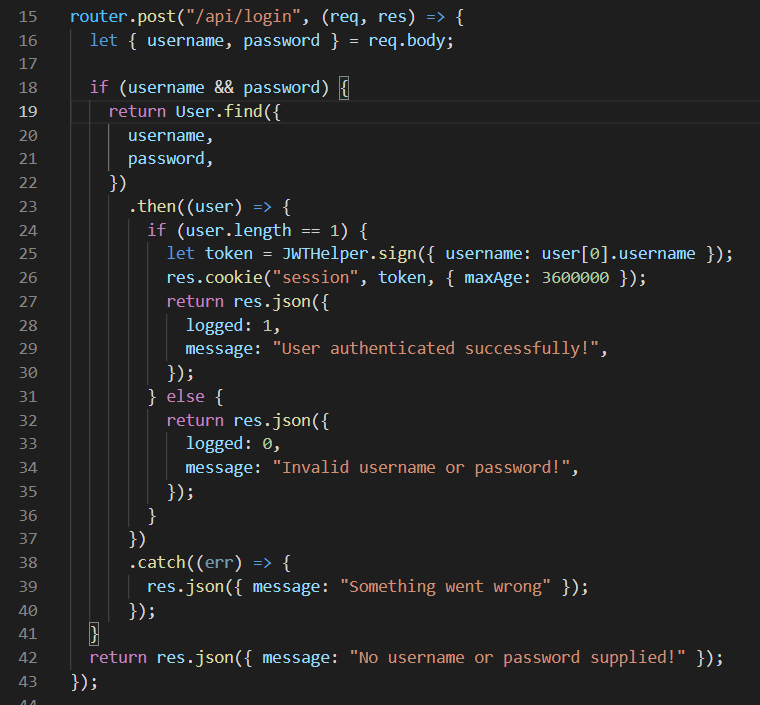 15 router.post("/api/login", (req, res) => {
16 let { username, password } = req.body;
17
18 if (username && password) {
19 return User.find({
20 username,
21 password,
22 })
23 .then((user) => {
24 if (user.length == 1) {
25 let token = JWTHelper.sign({ username: user[0].username });
26 res.cookie("session", token, { maxAge: 3600000 });
27 return res.json({
28 logged: 1,
29 message: "User authenticated successfully!",
30 });
31 } else {
32 return res.json({
33 logged: 0,
34 message: "Invalid username or password!",
35 });
36 }
37 })
38 .catch((err) => {
39 res.json({ message: "Something went wrong" });
40 });
41 }
42 return res.json({ message: "No username or password supplied!" });
43 });